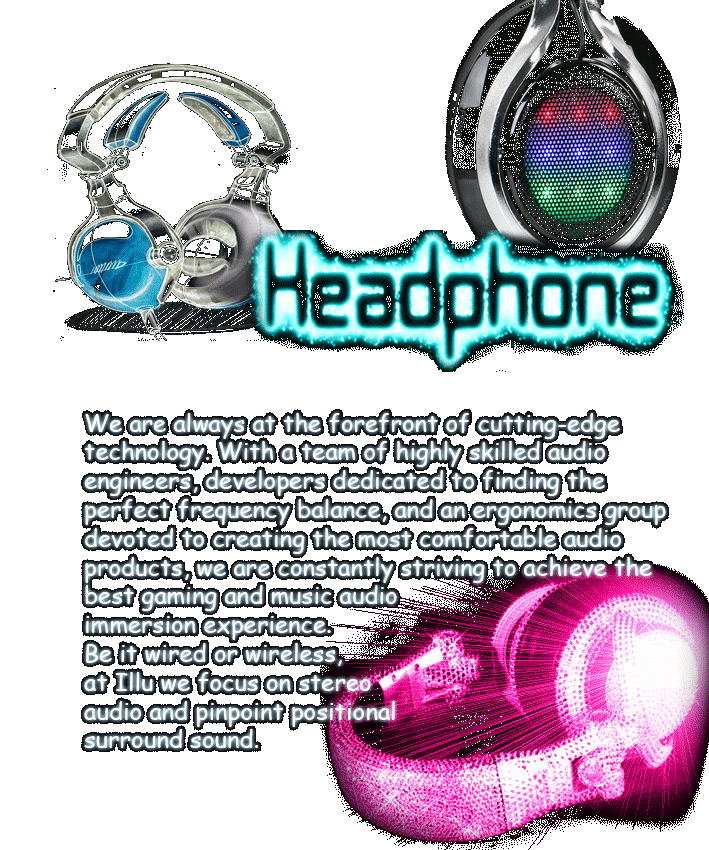 Headphone
We are always at the forefront of cutting-edge
technology. With a team of highly skilled audio
engineers, developers dedicated to finding the
perfect frequency balance, and an ergonomics group
devoted to creating the most comfortable audio
products, we are constantly striving to achieve the
best gaming and music audio
immersion experience.
Be it wired or wireless,
at Illu we focus on stereo
audio and pinpoint positional
surround sound.